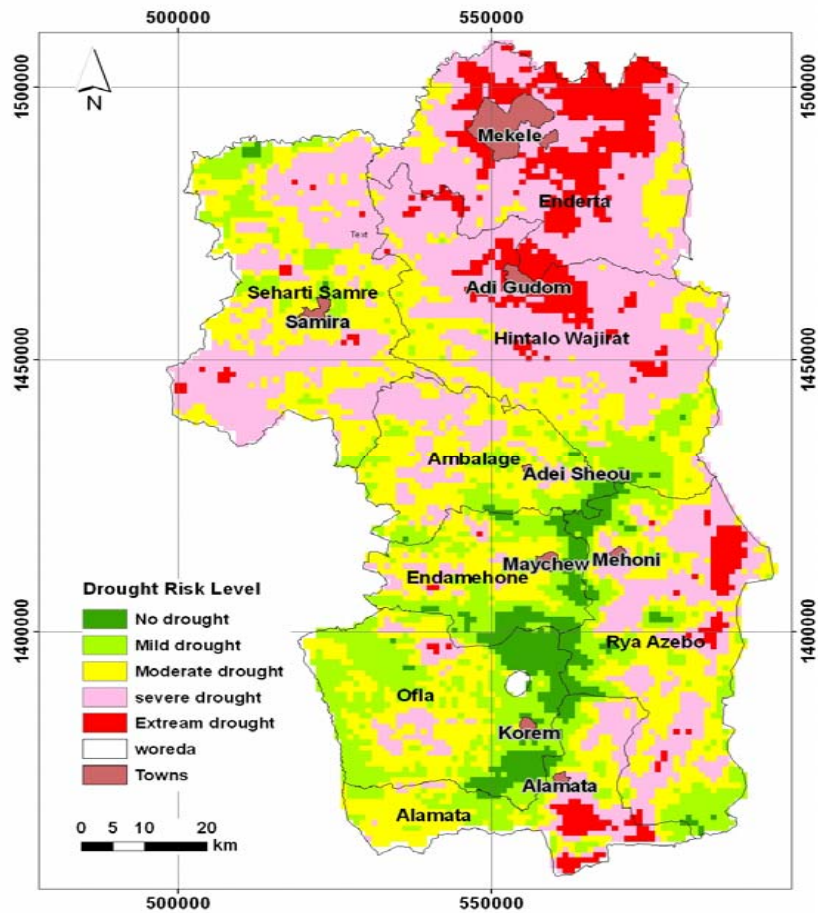 500000
550000
1500000
1500000
N
Mekele
Enderta
Text
Adi Gudom
Seharti Samre
Samira
Hintalo Wajirat
1450000
1450000
Ambalage
Adei Sheou
Maychew
Mehoni
Endamehone
Drought Risk Level
No drought
Mild drought
Moderate drought
severe drought
Extream drought
woreda
Towns
1400000
1400000
Rya Azebo
Ofla
Korem
Alamata
Alamata
0 5 10 20
km
500000
550000